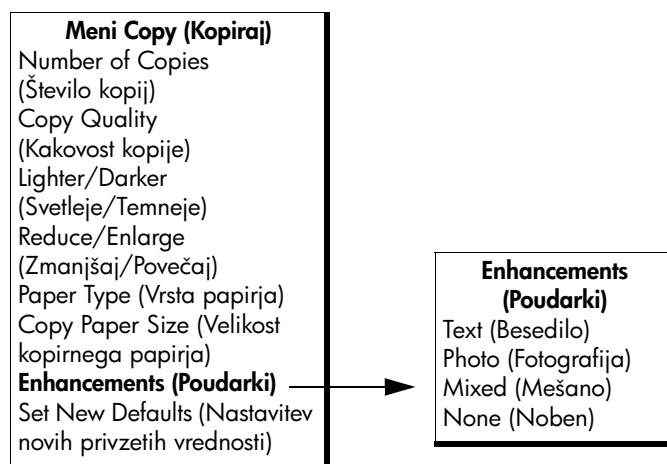 Meni Copy (Kopiraj)
Number of Copies
(Število kopij)
Copy Quality
(Kakovost kopije)
Lighter/Darker
(Svetleje/Temneje)
Reduce/Enlarge
(Zmanjšaj/Povečaj)
Paper Type (Vrsta papirja)
Copy Paper Size (Velikost
kopirnega papirja)
Enhancements (Poudarki)
Set New Defaults (Nastavitev
novih privzetih vrednosti)
Enhancements
(Poudarki)
Text (Besedilo)
Photo (Fotografija)
Mixed (Mešano)
None (Noben)